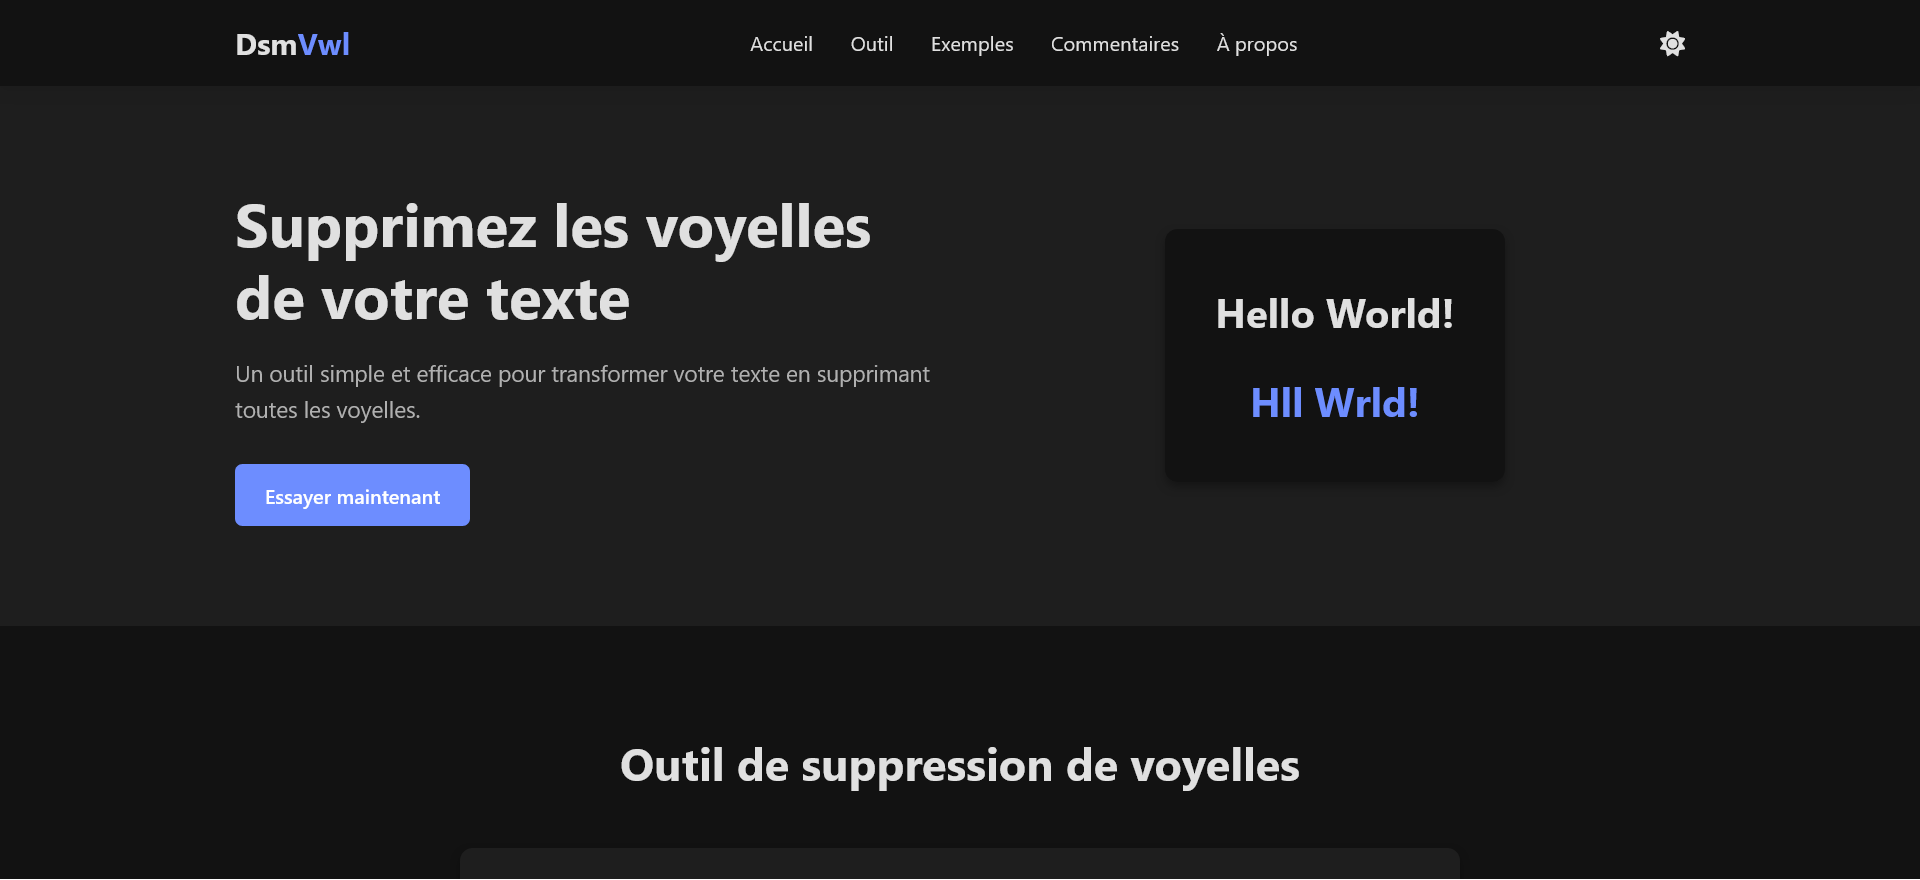 DsmVwl
Accueil
Outil
Exemples
Commentaires
À propos
Supprimez les voyelles
de votre texte
Un outil simple et efficace pour transformer votre texte en supprimant
toutes les voyelles.
Essayer maintenant
Hello World!
Hll Wrld!
Outil de suppression de voyelles